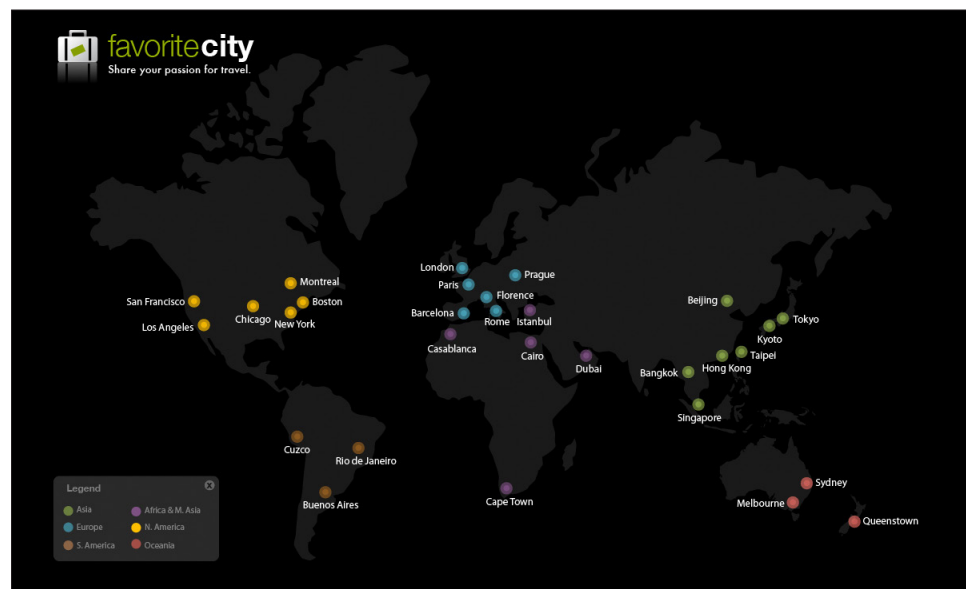 favoritecity
Share your passion for travel.
London
Prague
Paris
Montreal
Florence
San Francisco
Boston
Beijing
Chicago
New York
Barcelona
Rome
Istanbul
Tokyo
Los Angeles
Kyoto
Casablanca
Cairo
Taipei
Dubai
Bangkok
Hong Kong
Singapore
Cuzco
Rio de Janeiro
Sydney
Buenos Aires
Cape Town
Melbourne
Queenstown
Legend
X
Asia
Africa & M. Asia
Europe
N. America
S. America
Oceania